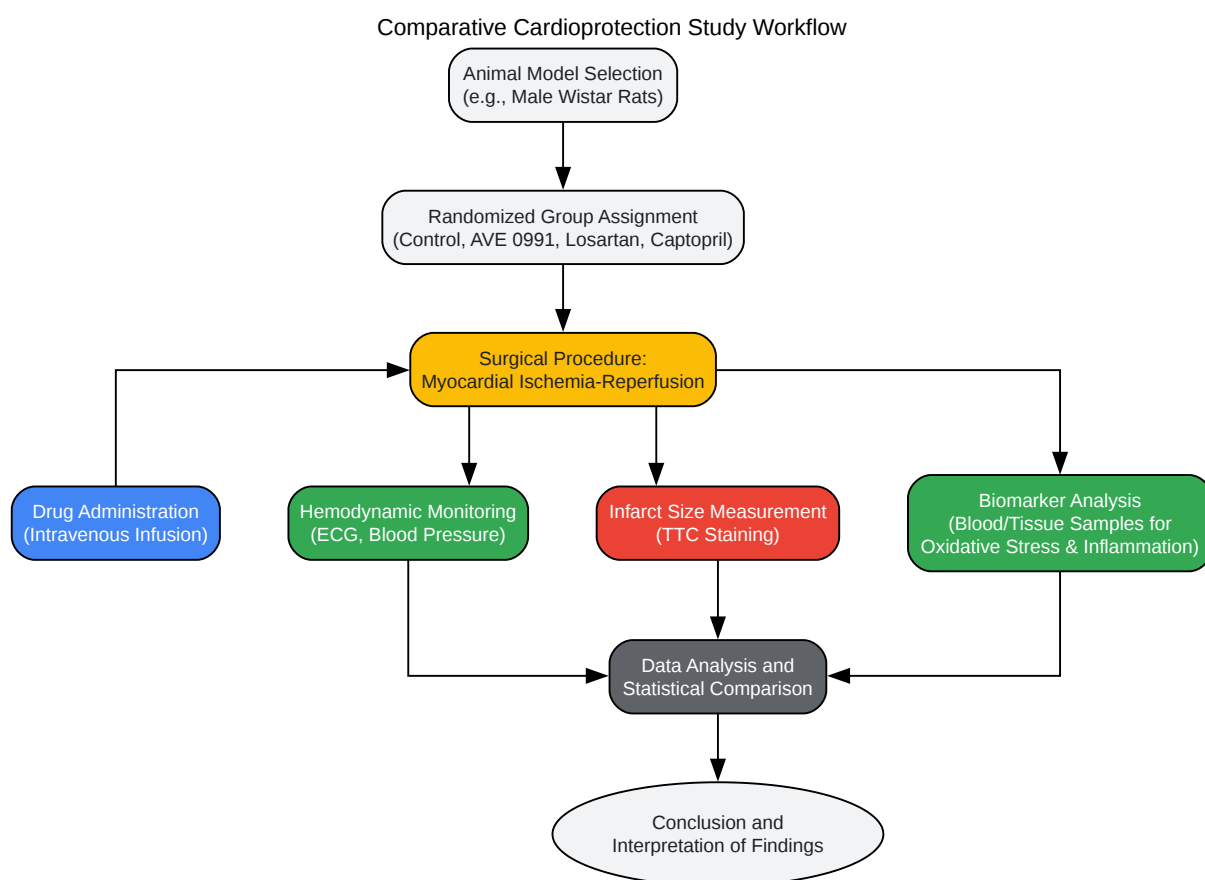 Comparative Cardioprotection Study Workflow
Animal Model Selection
(e.g., Male Wistar Rats)
Randomized Group Assignment
(Control, AVE 0991, Losartan, Captopril)
Surgical Procedure:
Myocardial Ischemia-Reperfusion
Drug Administration
(Intravenous Infusion)
Hemodynamic Monitoring
(ECG, Blood Pressure)
Infarct Size Measurement
(TTC Staining)
Biomarker Analysis
(Blood/Tissue Samples for
Oxidative Stress & Inflammation)
Data Analysis and
Statistical Comparison
Conclusion and
Interpretation of Findings